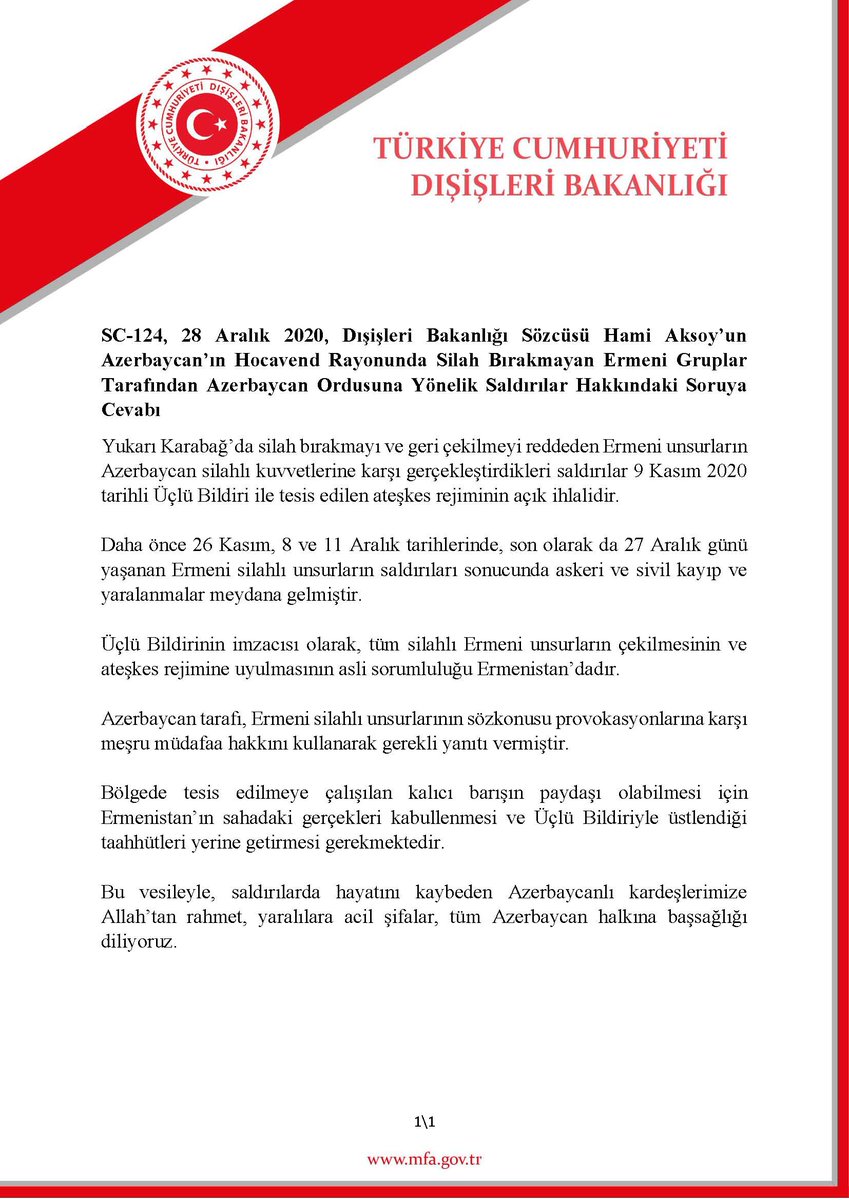 TÜRKİYE CUMHURİYETİ DIŞİŞLERİ BAKANLIĞI
TÜRKİYE CUMHURİYETİ
DIŞİŞLERİ BAKANLIĞI
SC-124, 28 Aralık 2020, Dışişleri Bakanlığı Sözcüsü Hami Aksoy’un
Azerbaycan’ın Hocavend Rayonunda Silah Bırakmayan Ermeni Gruplar
Tarafından Azerbaycan Ordusuna Yönelik Saldırılar Hakkındaki Soruya
Cevabı
Yukarı Karabağ’da silah bırakmayı ve geri çekilmeyi reddeden Ermeni unsurların
Azerbaycan silahlı kuvvetlerine karşı gerçekleştirdikleri saldırılar 9 Kasım 2020
tarihli Üçlü Bildiri ile tesis edilen ateşkes rejiminin açık ihlalidir.
Daha önce 26 Kasım, 8 ve 11 Aralık tarihlerinde, son olarak da 27 Aralık günü
yaşanan Ermeni silahlı unsurların saldırıları sonucunda askeri ve sivil kayıp ve
yaralanmalar meydana gelmiştir.
Üçlü Bildirinin imzacısı olarak, tüm silahlı Ermeni unsurların çekilmesinin ve
ateşkes rejimine uyulmasının asli sorumluluğu Ermenistan’dadır.
Azerbaycan tarafı, Ermeni silahlı unsurlarının sözkonusu provokasyonlarına karşı
meşru müdafaa hakkını kullanarak gerekli yanıtı vermiştir.
Bölgede tesis edilmeye çalışılan kalıcı barışın paydaşı olabilmesi için
Ermenistan’ın sahadaki gerçekleri kabullenmesi ve Üçlü Bildiriyle üstlendiği
taahhütleri yerine getirmesi gerekmektedir.
Bu vesileyle, saldırılarda hayatını kaybeden Azerbaycanlı kardeşlerimize
Allah’tan rahmet, yaralılara acil şifalar, tüm Azerbaycan halkına başsağlığı
diliyoruz.
1\1
www.mfa.gov.tr